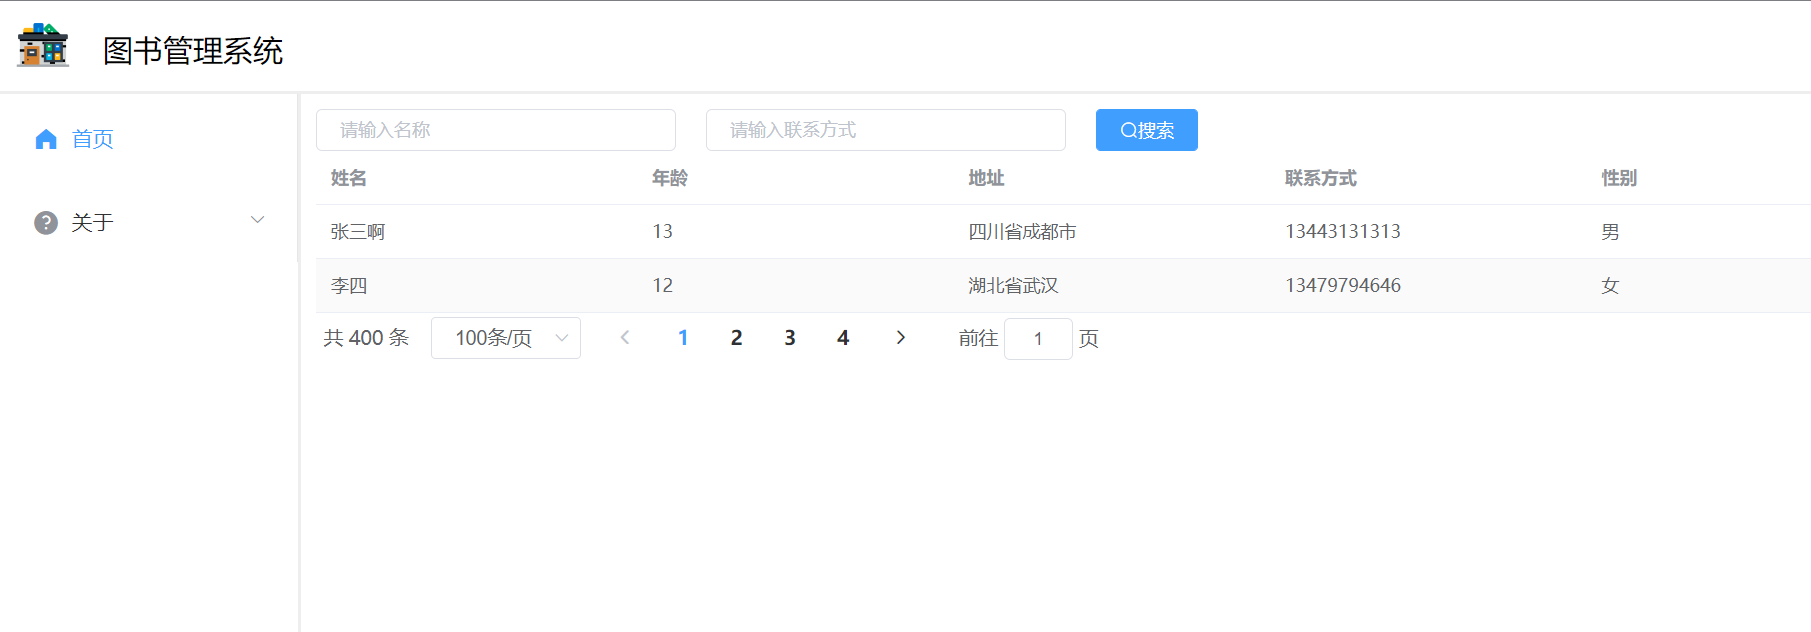 图书管理系统
首页
关于
请输入名称 请输入联系方式 搜索
姓名 年龄 地址 联系方式 性别
张三啊 13 四川省成都市 13443131313 男
李四 12 湖北省武汉 13479794646 女
共 400 条 100条/页 1 2 3 4 前往 1 页